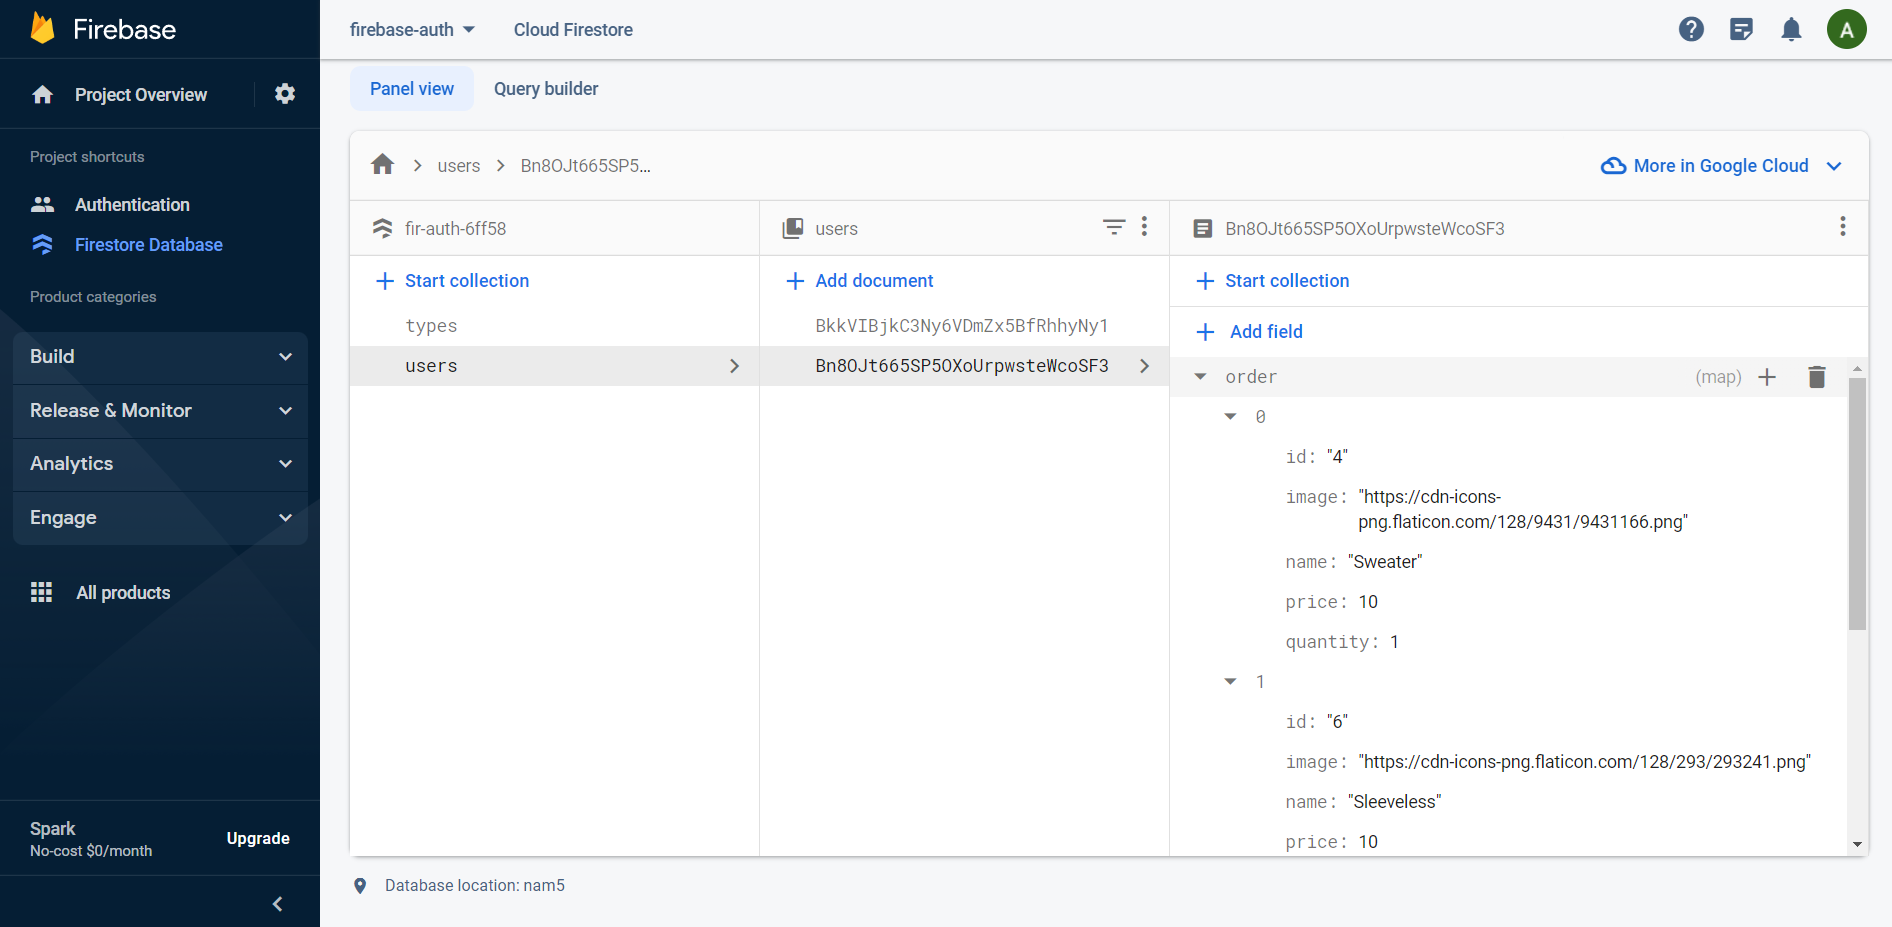 Firebase
Project Overview
Project shortcuts
Authentication
Firestore Database
Product categories
Build
Release & Monitor
Analytics
Engage
All products
Spark
No-cost $0/month
Upgrade
firebase-auth
Cloud Firestore
A
Panel view
Query builder
users
Bn8OJt665SP5...
More in Google Cloud
fir-auth-6ff58
Start collection
types
users
users
Add document
BkkVIBjkC3Ny6VDmZx5BfRhhyNy1
Bn8OJt665SP5OXoUrpwsteWcoSF3
Bn8OJt665SP5OXoUrpwsteWcoSF3
Start collection
Add field
order (map)
0
id: "4"
image: "https://cdn-icons-
png.flaticon.com/128/9431/9431166.png"
name: "Sweater"
price: 10
quantity: 1
1
id: "6"
image: "https://cdn-icons-png.flaticon.com/128/293/293241.png"
name: "Sleeveless"
price: 10
Database location: nam5